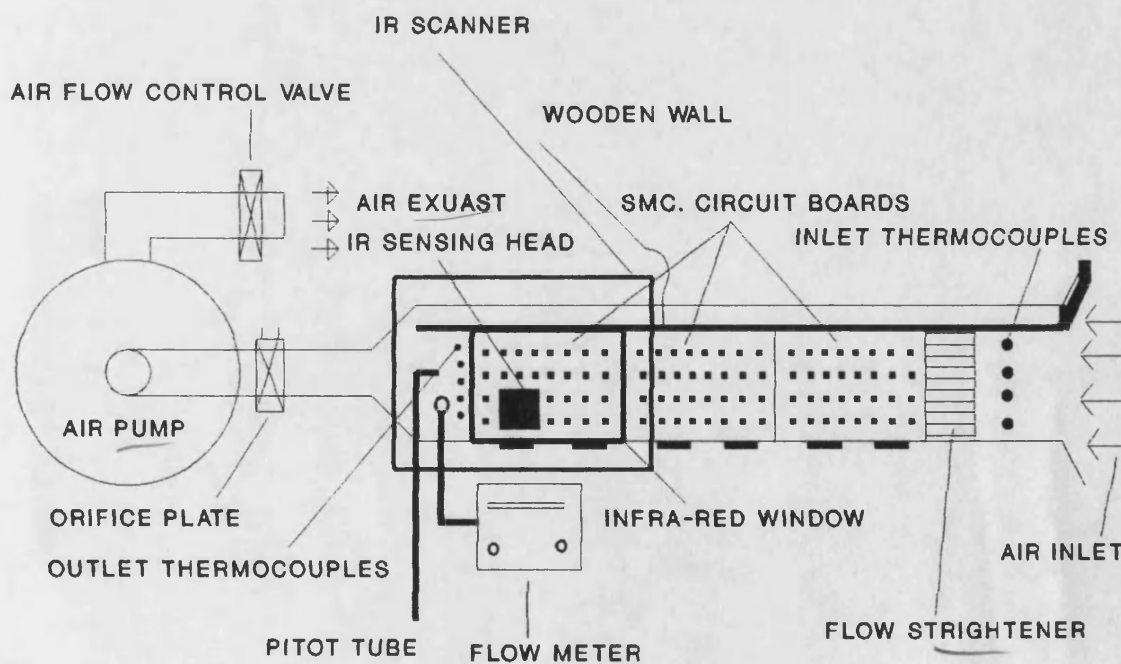 IR SCANNER
AIR FLOW CONTROL VALVE
WOODEN WALL
AIR EXUAST
SMC. CIRCUIT BOARDS
IR SENSING HEAD
INLET THERMOCOUPLES
AIR PUMP
ORIFICE PLATE
INFRA-RED WINDOW
OUTLET THERMOCOUPLES
AIR INLET
PITOT TUBE
FLOW METER
FLOW STRIGHTENER